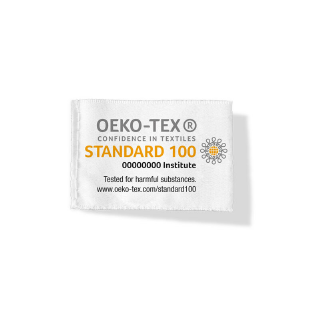 OEKO-TEX®
CONFIDENCE IN TEXTILES
STANDARD 100
00000000 Institute
Tested for harmful substances.
www.oeko-tex.com/standard100